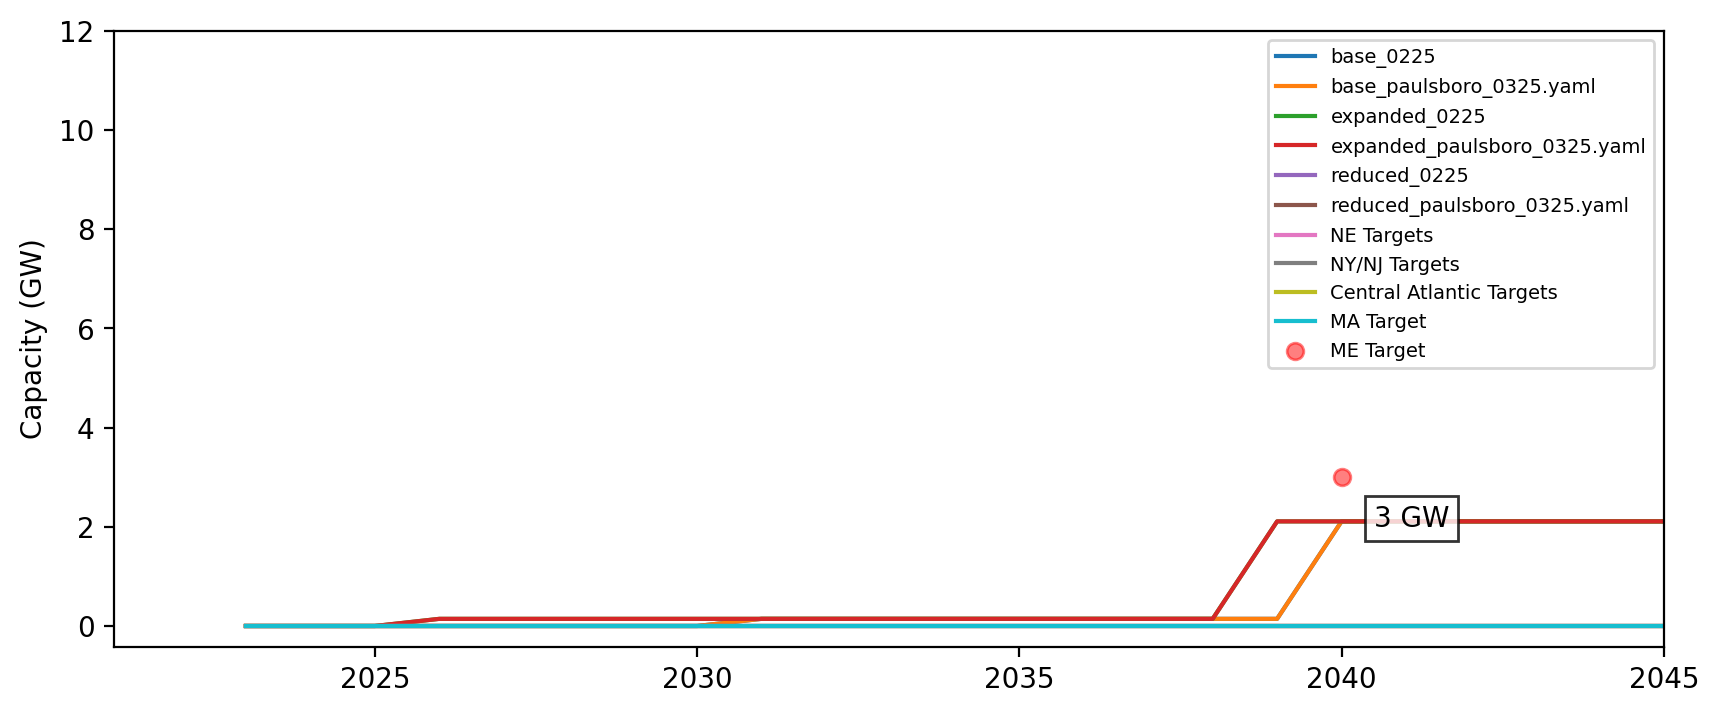 12
10
8
6
4
2
0
Capacity (GW)
base_0225
base_paulsboro_0325.yaml
expanded_0225
expanded_paulsboro_0325.yaml
reduced_0225
reduced_paulsboro_0325.yaml
NE Targets
NY/NJ Targets
Central Atlantic Targets
MA Target
ME Target
3 GW
2025
2030
2035
2040
2045